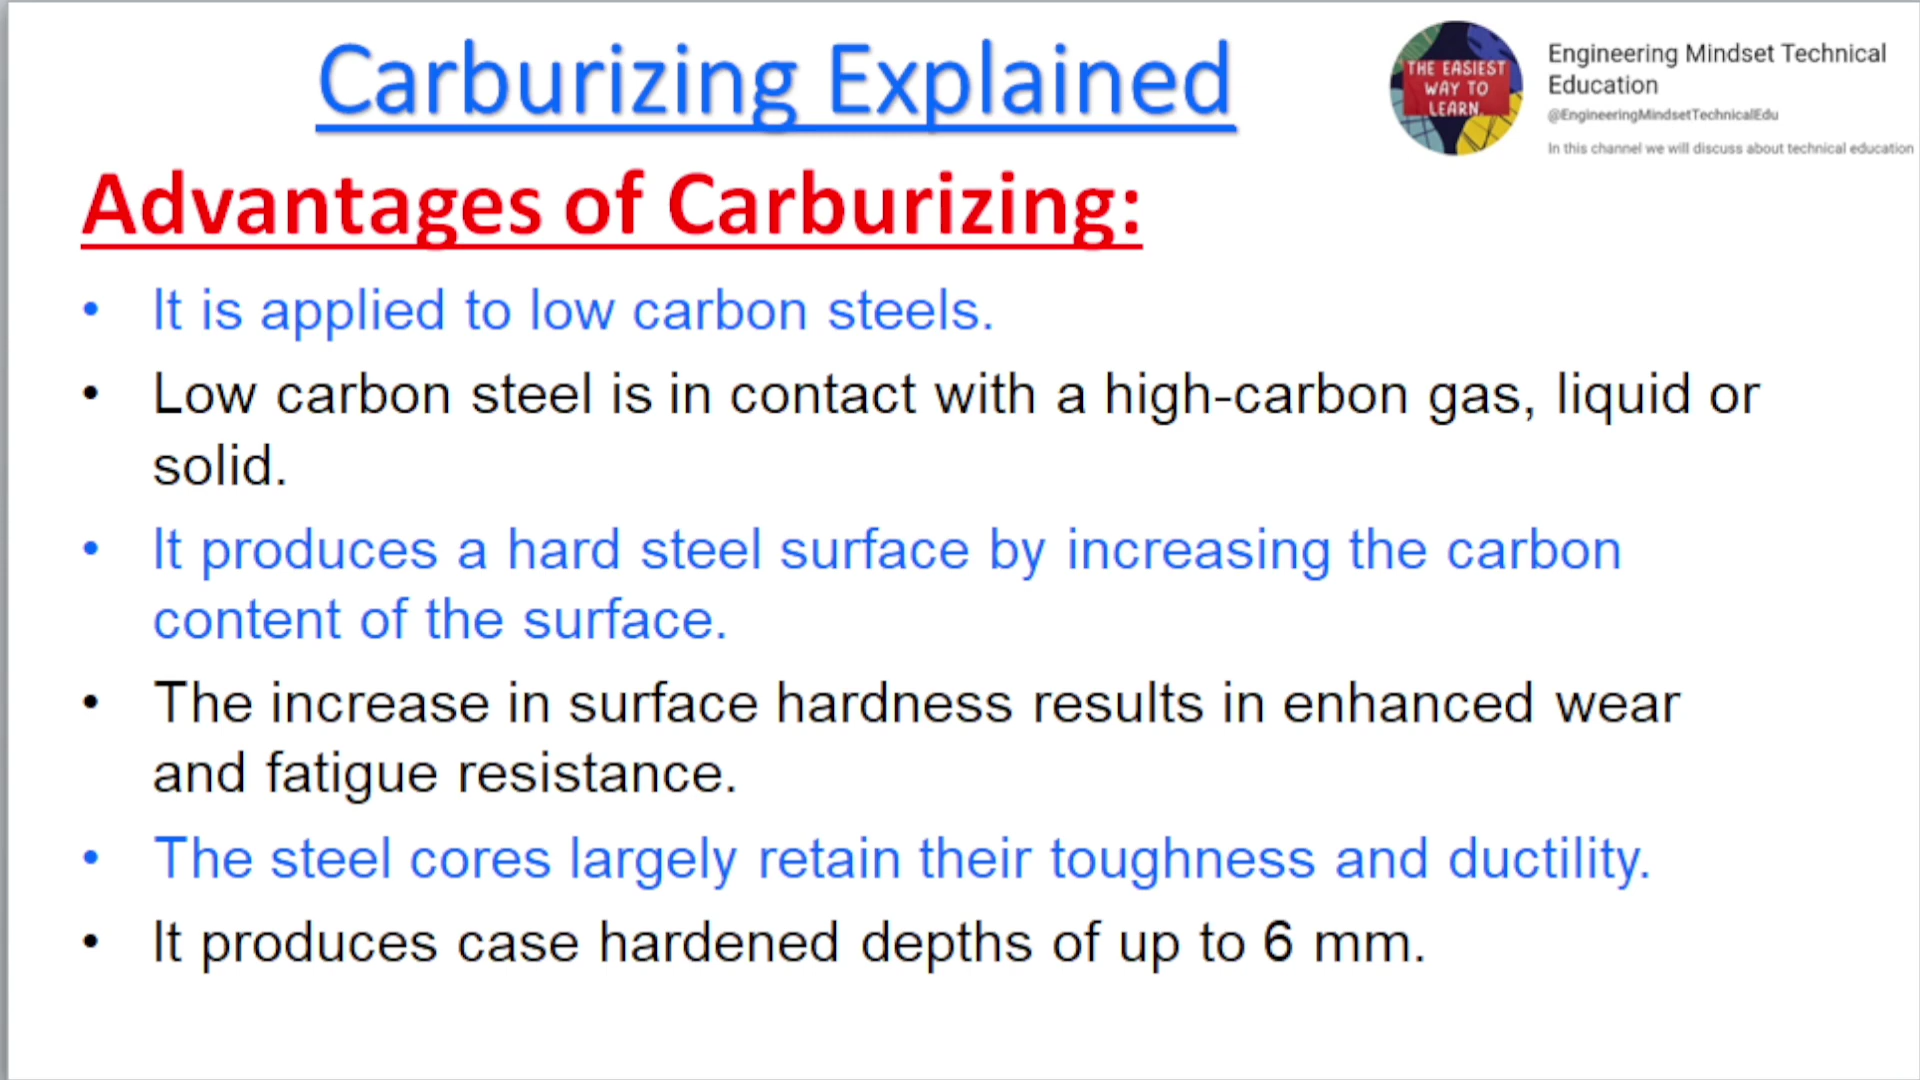 Carburizing Explained
THE EASIEST
WAY TO
LEARN.
Engineering Mindset Technical
Education
@EngineeringMindsetTechnicalEdu
In this channel we will discuss about technical education
Advantages of Carburizing:
• It is applied to low carbon steels.
• Low carbon steel is in contact with a high-carbon gas, liquid or
solid.
• It produces a hard steel surface by increasing the carbon
content of the surface.
• The increase in surface hardness results in enhanced wear
and fatigue resistance.
• The steel cores largely retain their toughness and ductility.
• It produces case hardened depths of up to 6 mm.